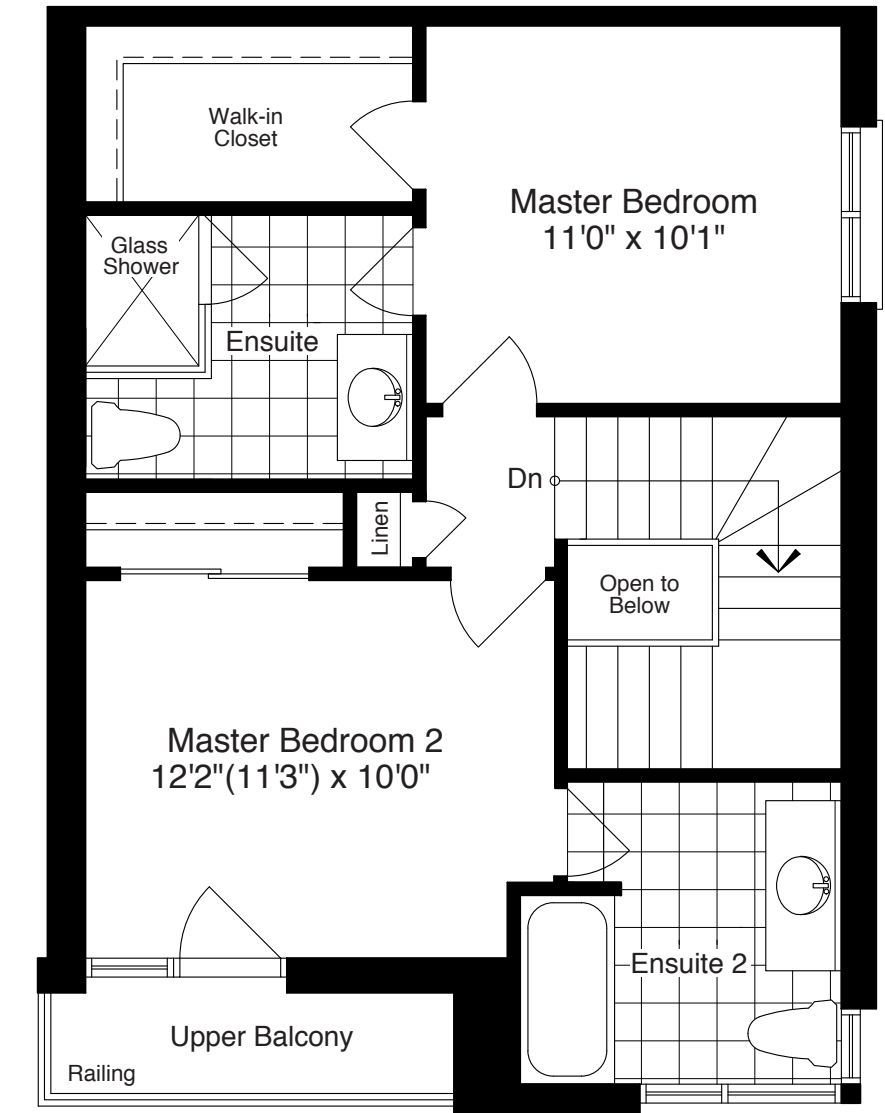 Walk-in
Closet
Master Bedroom
11'0" x 10'1"
Glass
Shower
Ensuite
Dn
Linen
Open to
Below
Master Bedroom 2
12'2"(11'3") x 10'0"
Ensuite 2
Upper Balcony
Railing